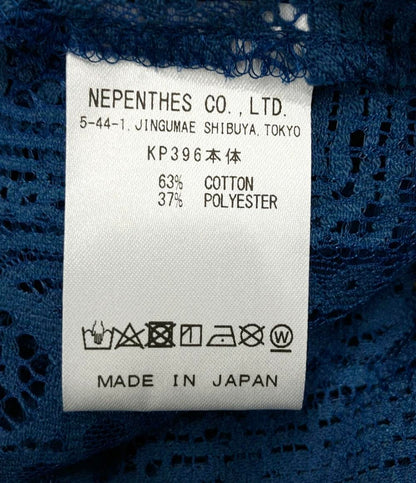 NEPENTHES CO., LTD.
5-44-1, JINGUMAE SHIBUYA, TOKYO
KP396本体
63% COTTON
37% POLYESTER
W
MADE IN JAPAN